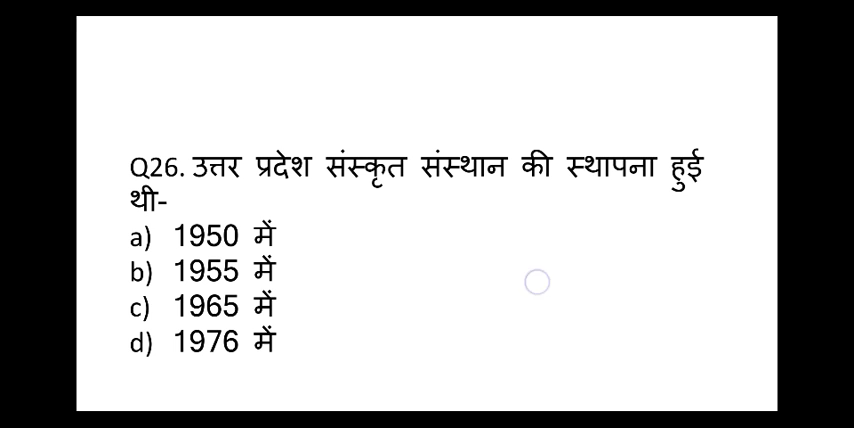 Q26. उत्तर प्रदेश संस्कृत संस्थान की स्थापना हुई
थी-
a) 1950 में
b) 1955 में
c) 1965 में
d) 1976 में